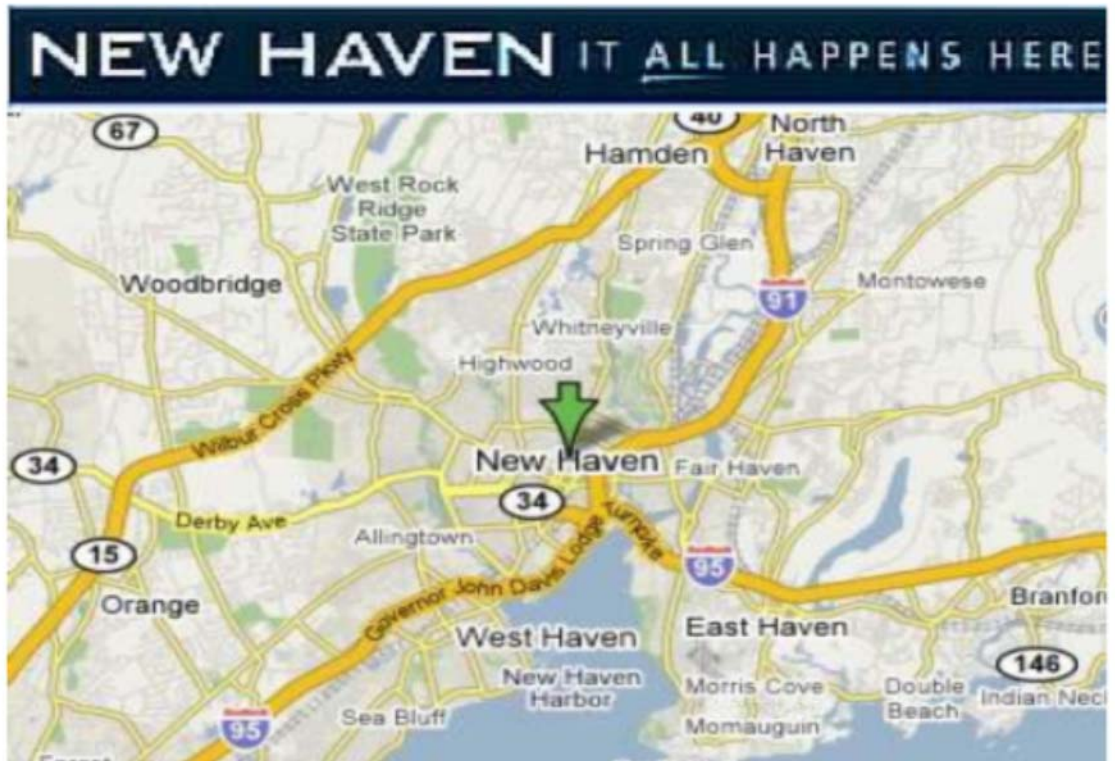 NEW HAVEN IT ALL HAPPENS HERE
67
40
North
Haven
Hamden
West Rock
Ridge
State Park
Spring Glen
Woodbridge
91
Montowese
Whitneyville
Highwood
Wilbur Cross Pkwy
34
New Haven
Fair Haven
34
Derby Ave
Turnpike
Allingtown
15
95
Governor John Davis Lodge
Orange
Branfor
West Haven
East Haven
146
New Haven
Harbor
Morris Cove
Double
Beach
Indian Neck
Sea Bluff
95
Momauguin